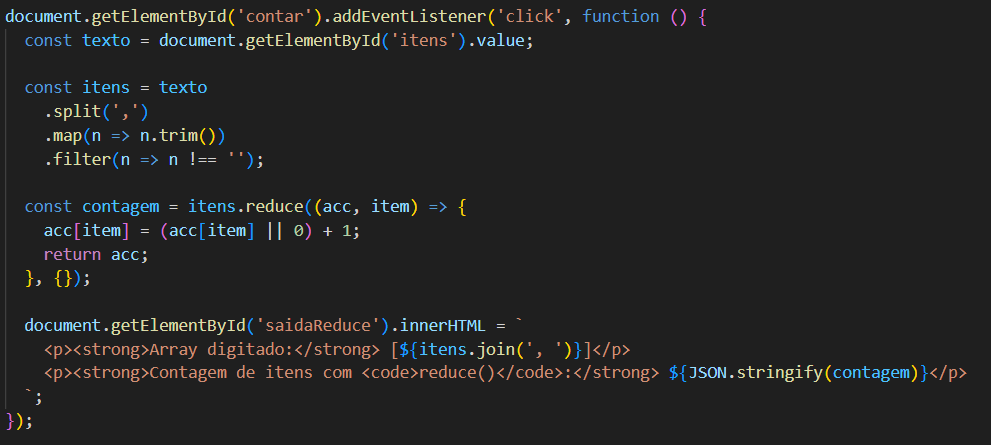 document.getElementById('contar').addEventListener('click', function () {
  const texto = document.getElementById('itens').value;

  const itens = texto
    .split(',')
    .map(n => n.trim())
    .filter(n => n !== '');

  const contagem = itens.reduce((acc, item) => {
    acc[item] = (acc[item] || 0) + 1;
    return acc;
  }, {});

  document.getElementById('saidaReduce').innerHTML = `
    <p><strong>Array digitado:</strong> [${itens.join(', ')}]</p>
    <p><strong>Contagem de itens com <code>reduce()</code>:</strong> ${JSON.stringify(contagem)}</p>
  `;
});